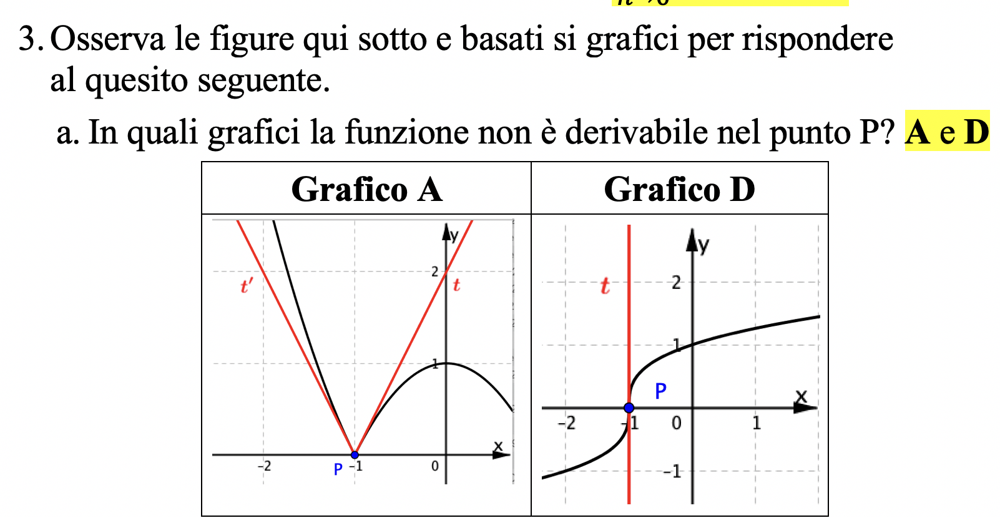 3. Osserva le figure qui sotto e basati si grafici per rispondere
al quesito seguente.
a. In quali grafici la funzione non è derivabile nel punto P? A e D
Grafico A
Grafico D
y
2
t'
t
1
x
-2
P
-1
0
y
t
2
1
P
x
-2
-1
0
1
-1